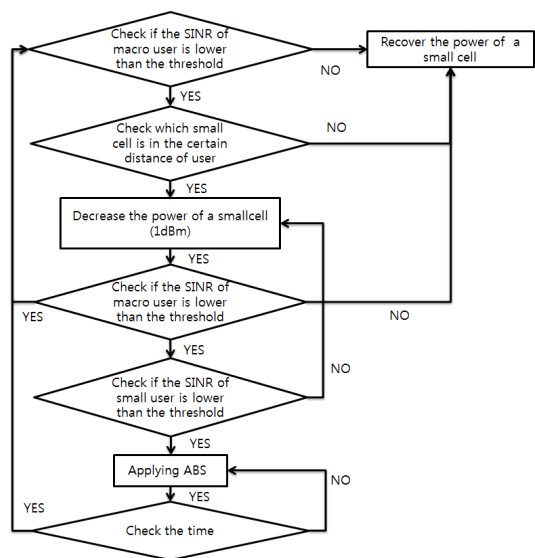 Check if the SINR of
macro user is lower
than the threshold
Recover the power of a
small cell
NO
YES
Check which small
cell is in the certain
distance of user
NO
YES
Decrease the power of a smallcell
(1dBm)
YES
Check if the SINR of
macro user is lower
than the threshold
YES
NO
YES
Check if the SINR of
small user is lower
than the threshold
NO
YES
Applying ABS
NO
YES
YES
Check the time